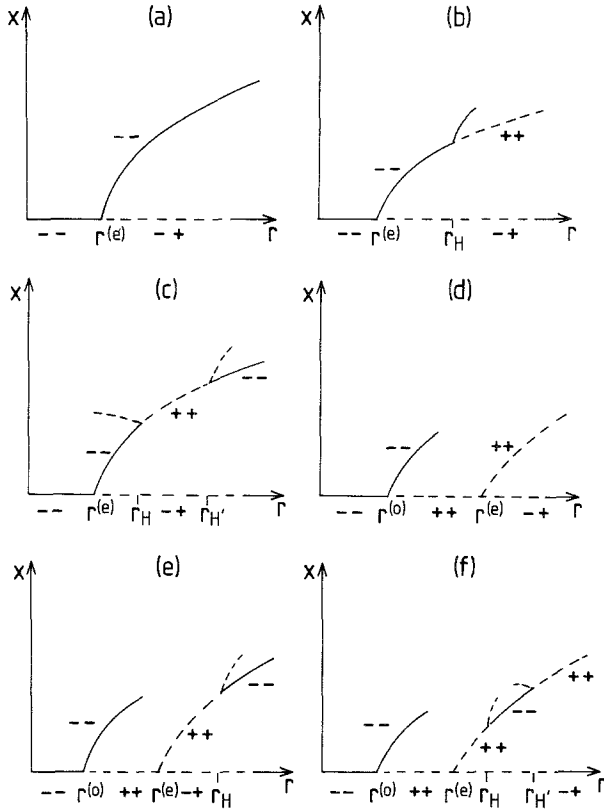 (a)
X
--
-- r(e) -+ r
(b)
X
--
++
-- r(e) rH -+ r
(c)
X
--
++
--
-- r(e) rH -+ rH' r
(d)
X
--
++
-- r(o) ++ r(e) -+ r
(e)
X
--
++
--
-- r(o) ++ r(e) -+ rH r
(f)
X
--
++
--
++
-- r(o) ++ r(e) rH rH' -+ r